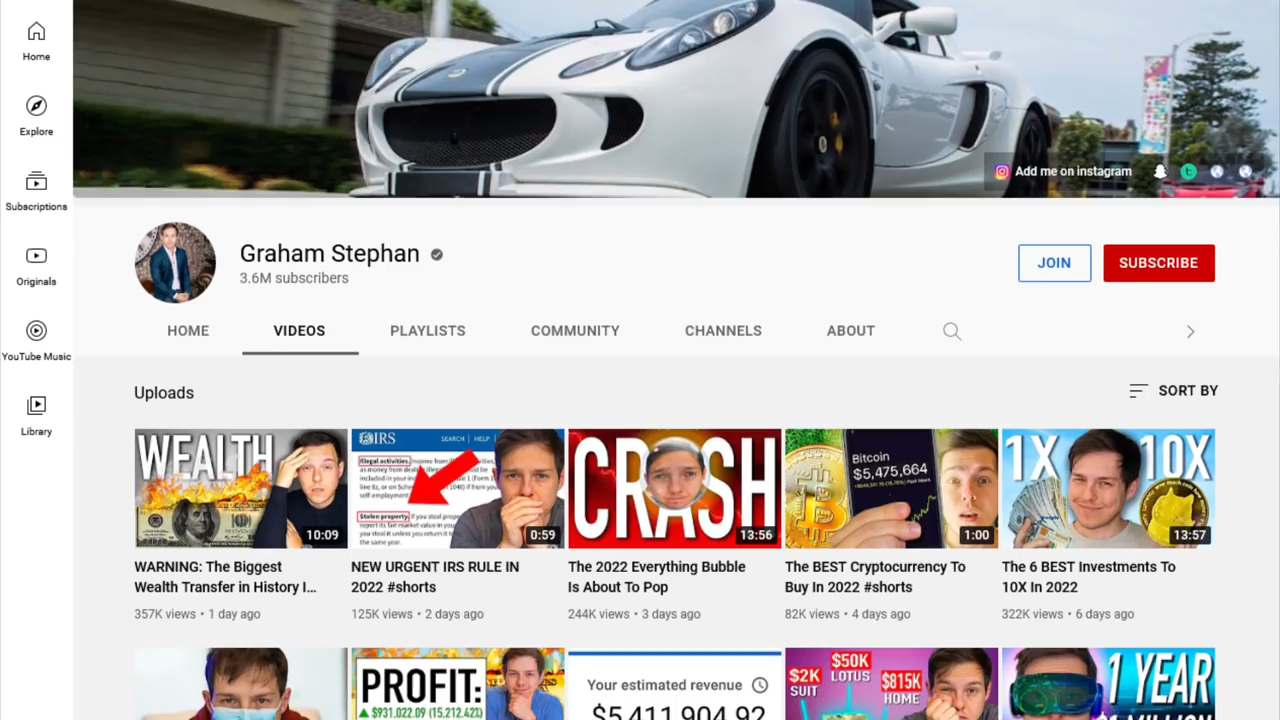 Home
Explore
Subscriptions
Originals
YouTube Music
Library
Add me on instagram
Graham Stephan
3.6M subscribers
JOIN
SUBSCRIBE
HOME
VIDEOS
PLAYLISTS
COMMUNITY
CHANNELS
ABOUT
Uploads
SORT BY
WEALTH
10:09
WARNING: The Biggest
Wealth Transfer in History I...
357K views • 1 day ago
IRS
SEARCH | HELP |
Illegal activities.
Stolen property.
0:59
NEW URGENT IRS RULE IN
2022 #shorts
125K views • 2 days ago
CRASH
13:56
The 2022 Everything Bubble
Is About To Pop
244K views • 3 days ago
Bitcoin
$5,475,664
1:00
The BEST Cryptocurrency To
Buy In 2022 #shorts
82K views • 4 days ago
1X 10X
13:57
The 6 BEST Investments To
10X In 2022
322K views • 6 days ago
PROFIT:
$931,022.09 (15,212.42%)
Your estimated revenue
$5,411,904.92
$2K
SUIT
$50K
LOTUS
$815K
HOME
1 YEAR